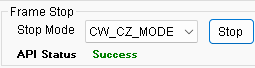 Frame Stop
Stop Mode CW_CZ_MODE Stop
API Status Success